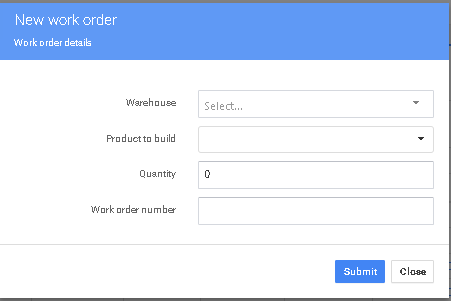 New work order
Work order details
Warehouse
Select...
Product to build
Quantity
0
Work order number
Submit
Close